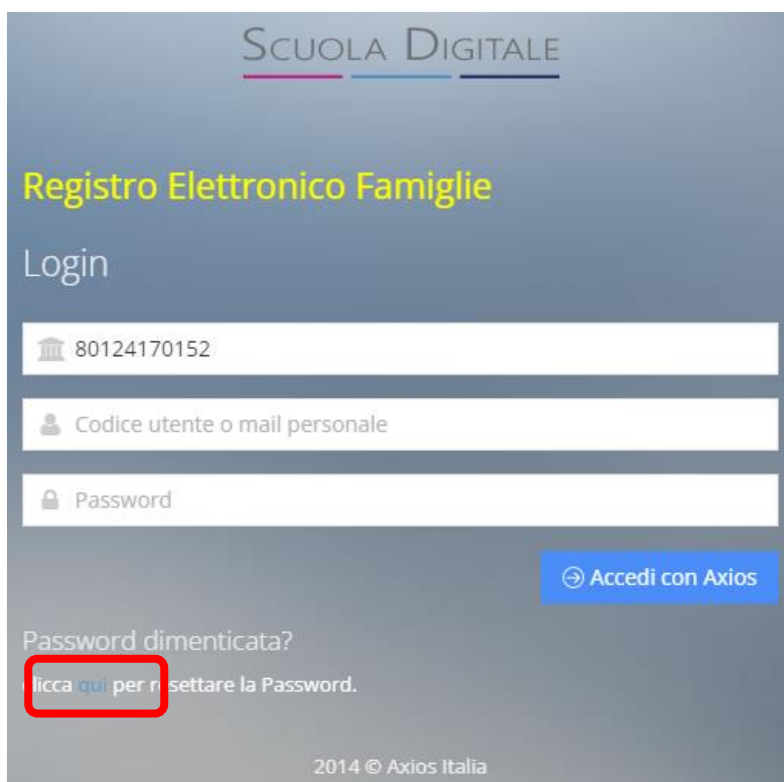 SCUOLA DIGITALE
Registro Elettronico Famiglie
Login
80124170152
Codice utente o mail personale
Password
Accedi con Axios
Password dimenticata?
clicca qui per resettare la Password.
2014 © Axios Italia